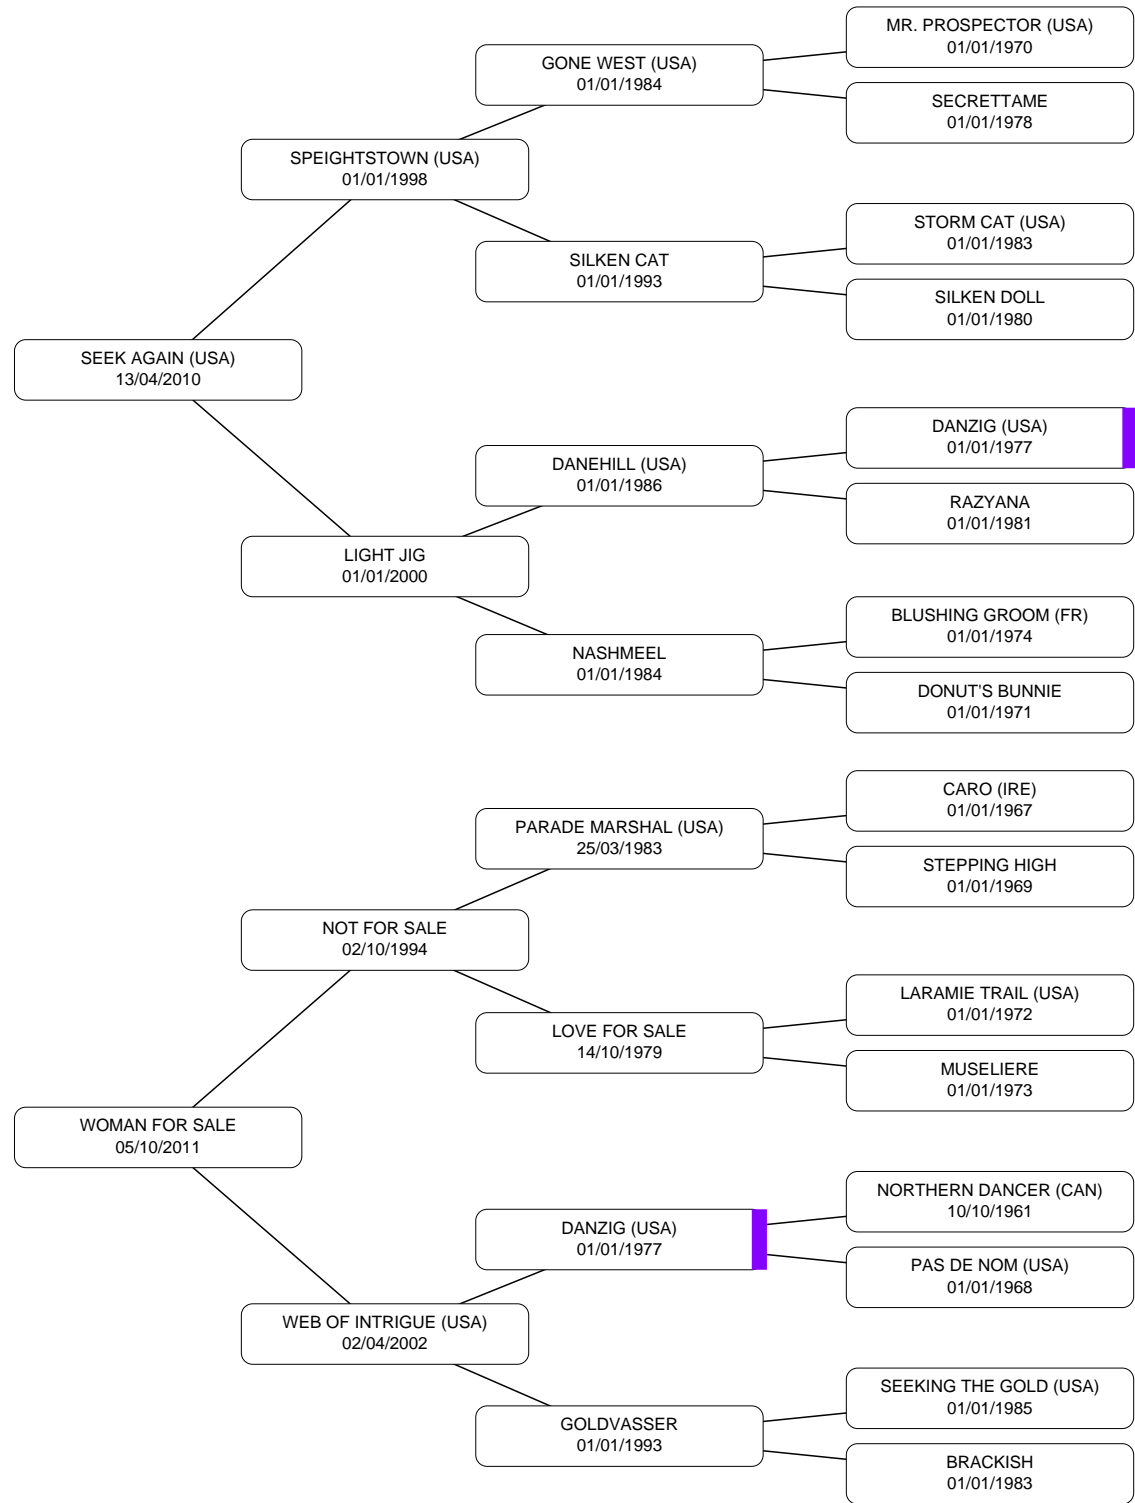 MR. PROSPECTOR (USA)
01/01/1970
GONE WEST (USA)
01/01/1984
SECRETTAME
01/01/1978
SPEIGHTSTOWN (USA)
01/01/1998
STORM CAT (USA)
01/01/1983
SILKEN CAT
01/01/1993
SILKEN DOLL
01/01/1980
SEEK AGAIN (USA)
13/04/2010
DANZIG (USA)
01/01/1977
DANEHILL (USA)
01/01/1986
RAZYANA
01/01/1981
LIGHT JIG
01/01/2000
BLUSHING GROOM (FR)
01/01/1974
NASHMEEL
01/01/1984
DONUT'S BUNNIE
01/01/1971
CARO (IRE)
01/01/1967
PARADE MARSHAL (USA)
25/03/1983
STEPPING HIGH
01/01/1969
NOT FOR SALE
02/10/1994
LARAMIE TRAIL (USA)
01/01/1972
LOVE FOR SALE
14/10/1979
MUSELIERE
01/01/1973
WOMAN FOR SALE
05/10/2011
NORTHERN DANCER (CAN)
10/10/1961
DANZIG (USA)
01/01/1977
PAS DE NOM (USA)
01/01/1968
WEB OF INTRIGUE (USA)
02/04/2002
SEEKING THE GOLD (USA)
01/01/1985
GOLDVASSER
01/01/1993
BRACKISH
01/01/1983